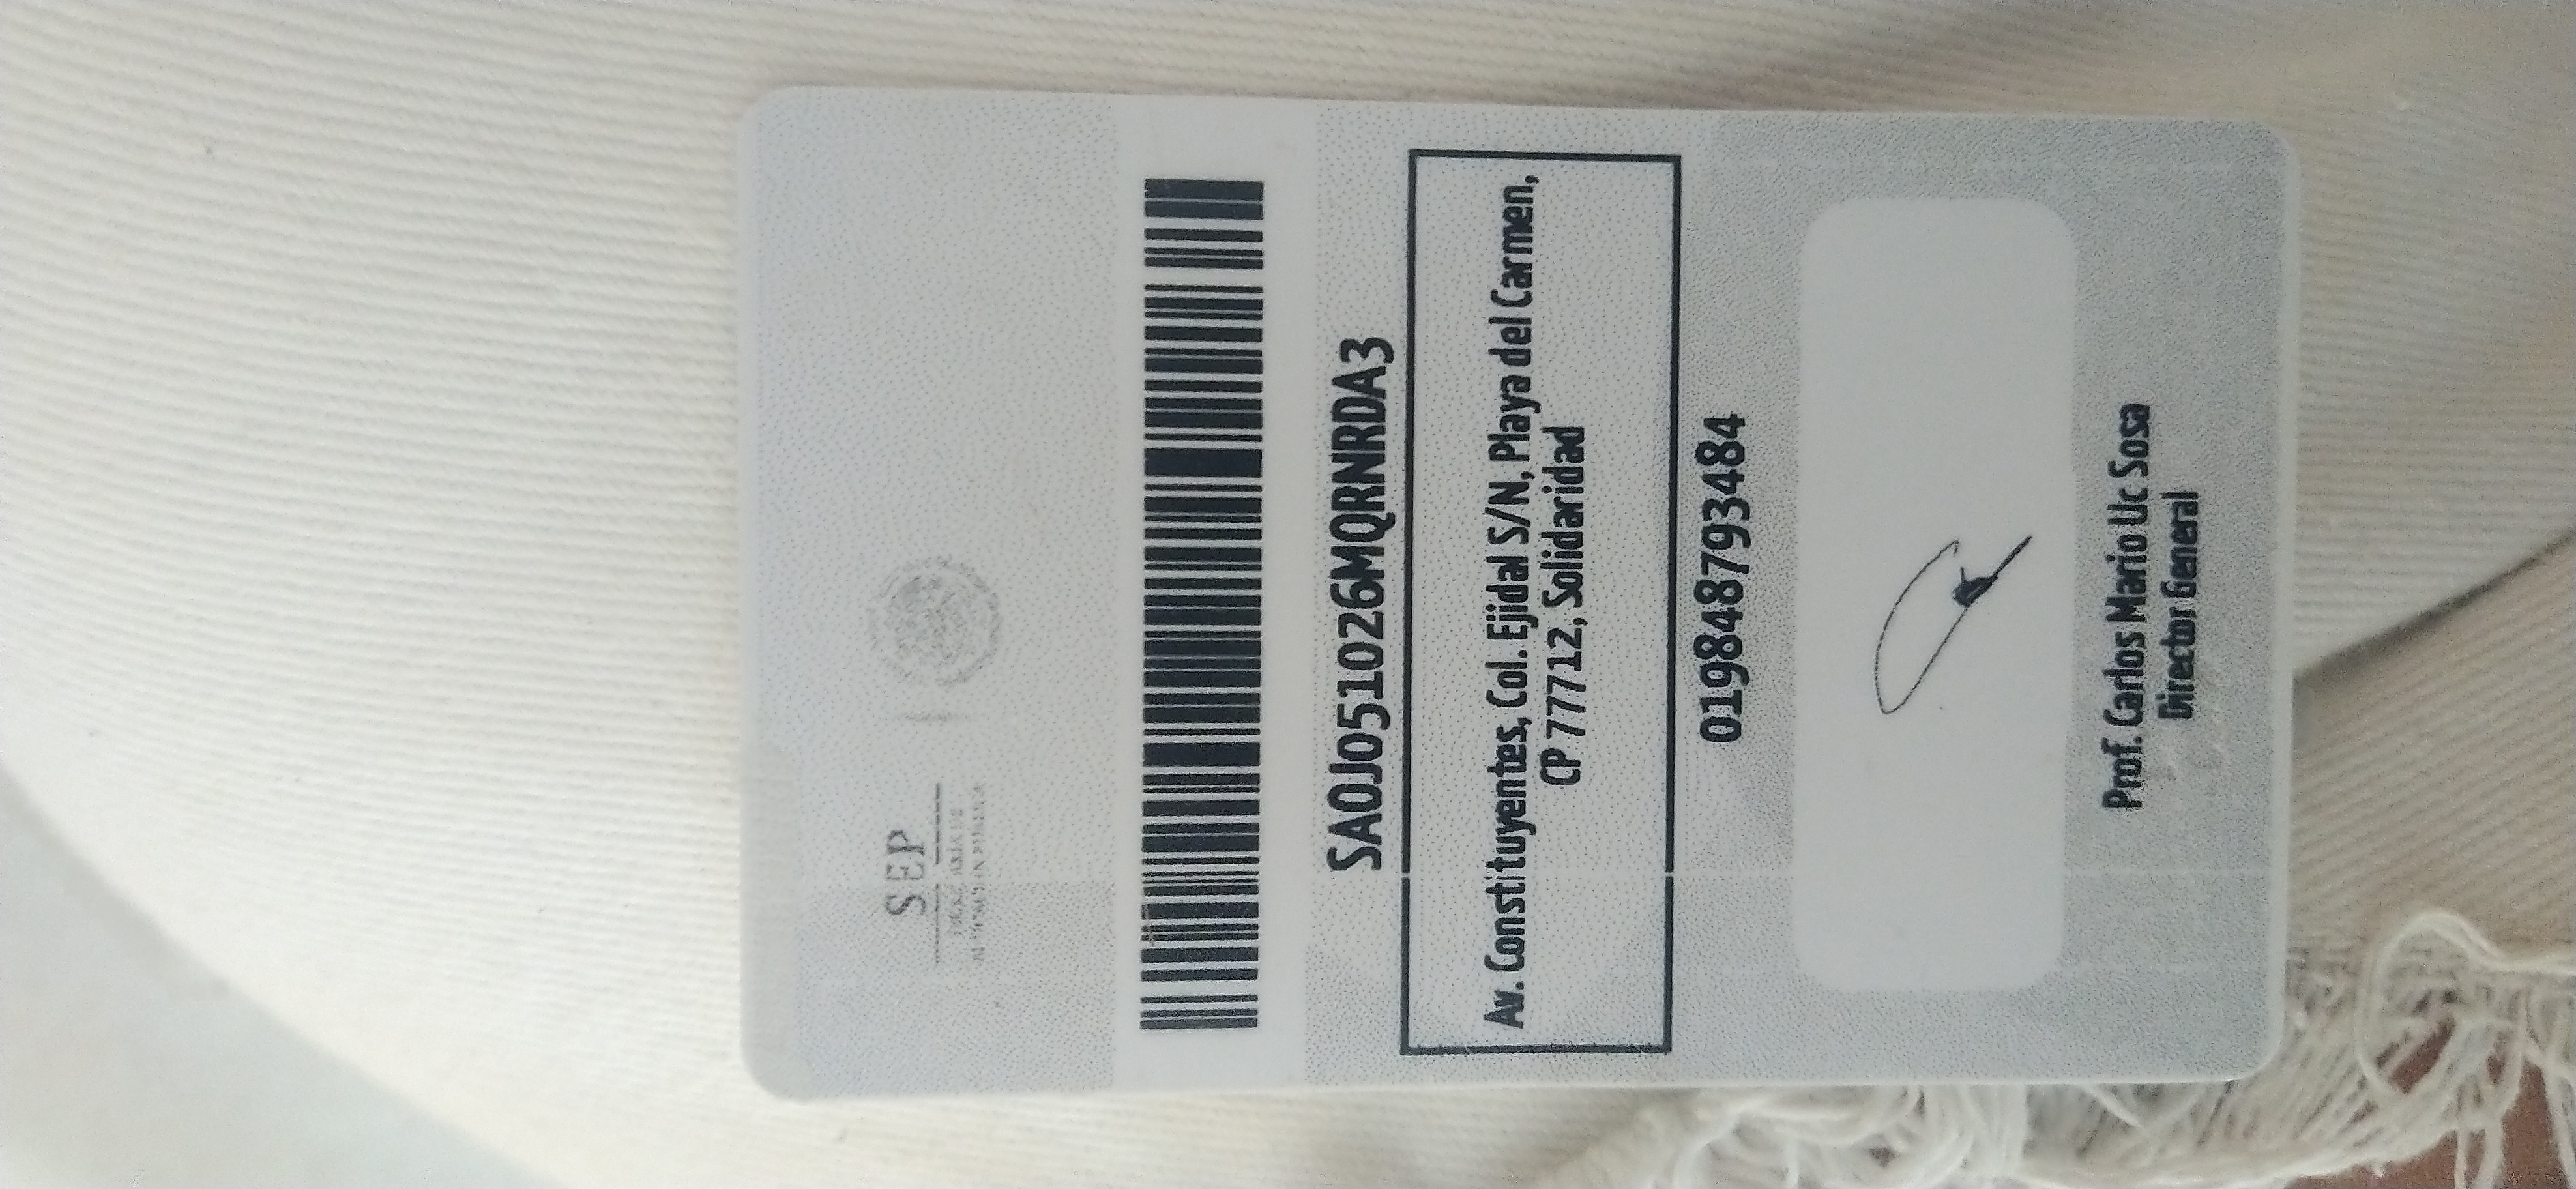 SEP
SAOJ051026MQRNRDA3
Av. Constituyentes, Col. Ejidal S/N, Playa del Carmen,
CP 77712, Solidaridad
019848793484
Prof. Carlos Mario Uc Sosa
Director General